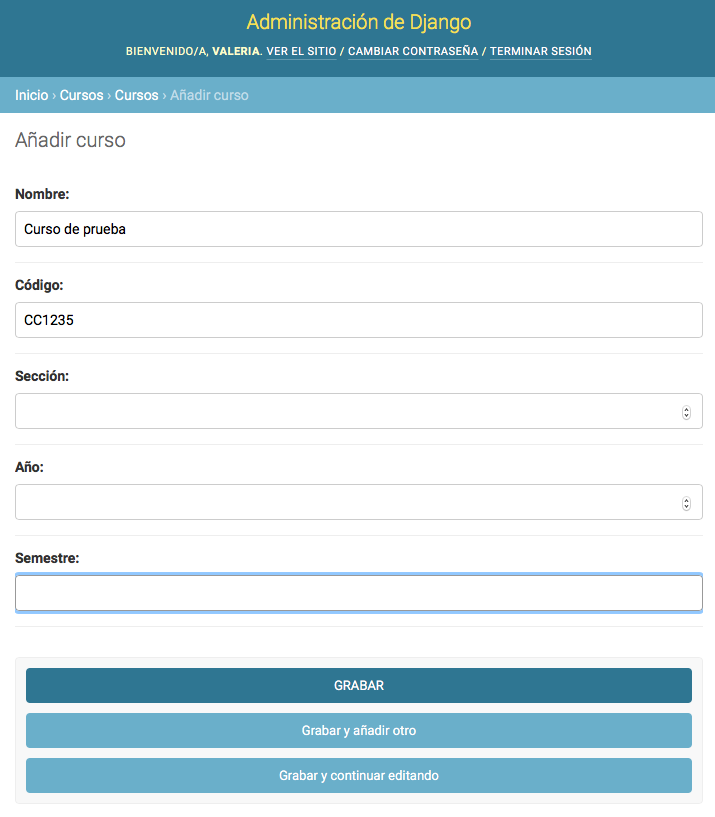 Administración de Django
BIENVENIDO/A, VALERIA. VER EL SITIO / CAMBIAR CONTRASEÑA / TERMINAR SESIÓN
Inicio › Cursos › Cursos › Añadir curso
Añadir curso
Nombre:
Curso de prueba
Código:
CC1235
Sección:
Año:
Semestre:
GRABAR
Grabar y añadir otro
Grabar y continuar editando